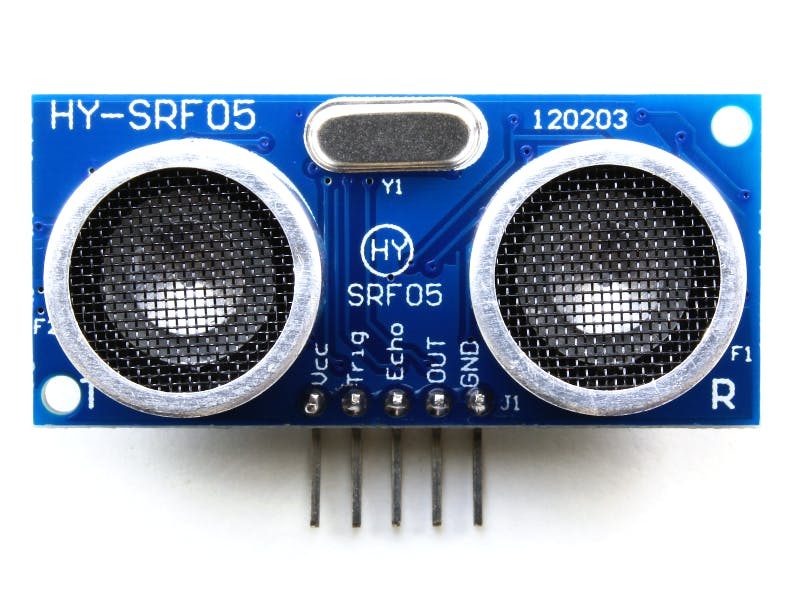 HY-SRF05
120203
Y1
HY
SRF05
F2
Vcc
Trig
Echo
OUT
GND
F1
T
J1
R